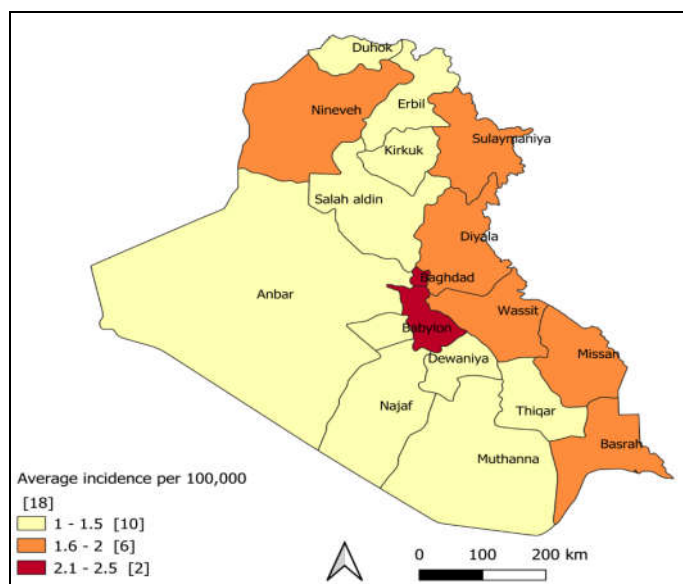 Duhok
Nineveh
Erbil
Sulaymaniya
Kirkuk
Salah aldin
Diyala
Baghdad
Anbar
Wassit
Babylon
Missan
Dewaniya
Najaf
Thiqar
Basrah
Muthanna
Average incidence per 100,000
[18]
1 - 1.5 [10]
1.6 - 2 [6]
2.1 - 2.5 [2]
0 100 200 km